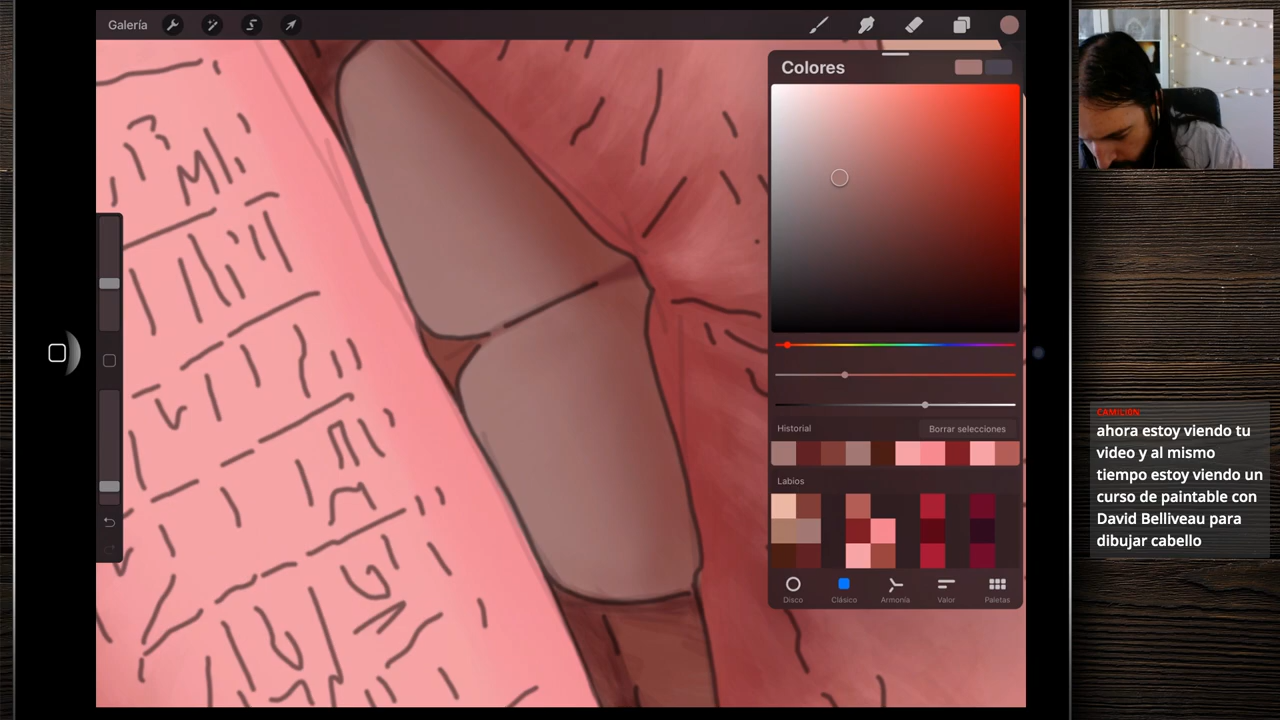 Galería
Colores
Historial
Borrar selecciones
Labios
Disco
Clásico
Armonía
Valor
Paletas
CAMILION:
ahora estoy viendo tu
video y al mismo
tiempo estoy viendo un
curso de paintable con
David Belliveau para
dibujar cabello